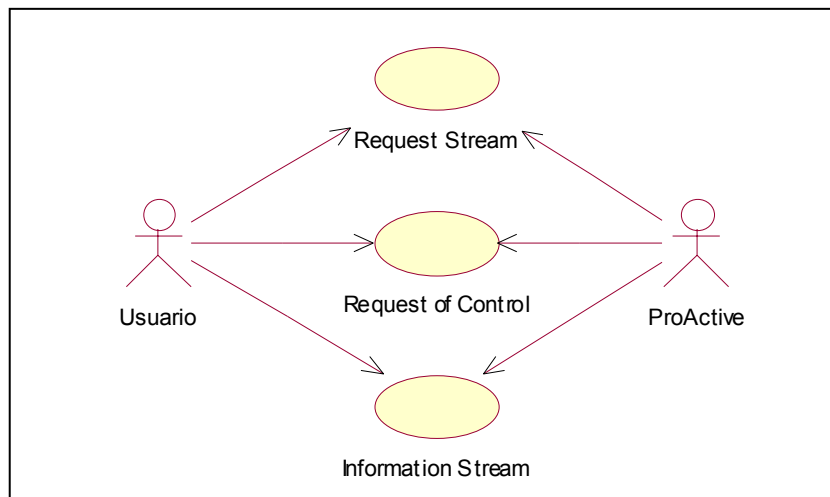 Request Stream
Usuario
Request of Control
ProActive
Information Stream